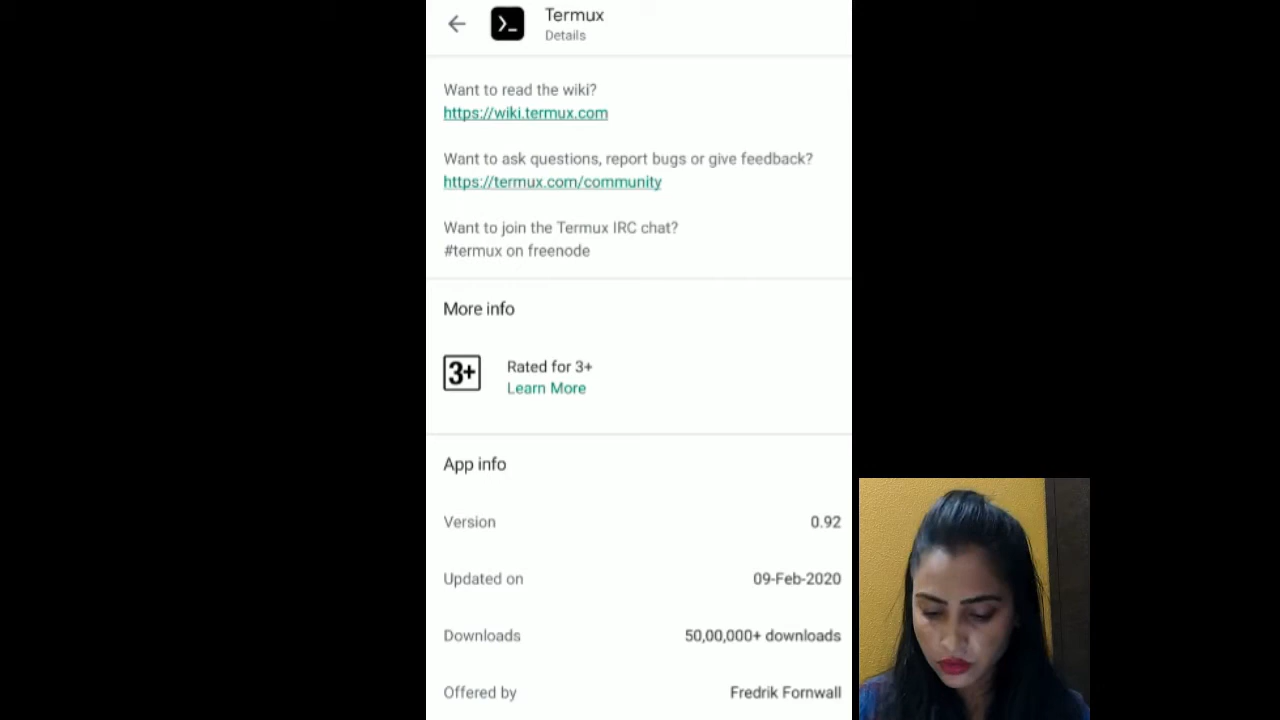 Termux
Details
Want to read the wiki?
https://wiki.termux.com
Want to ask questions, report bugs or give feedback?
https://termux.com/community
Want to join the Termux IRC chat?
#termux on freenode
More info
3+
Rated for 3+
Learn More
App info
Version 0.92
Updated on 09-Feb-2020
Downloads 50,00,000+ downloads
Offered by Fredrik Fornwall